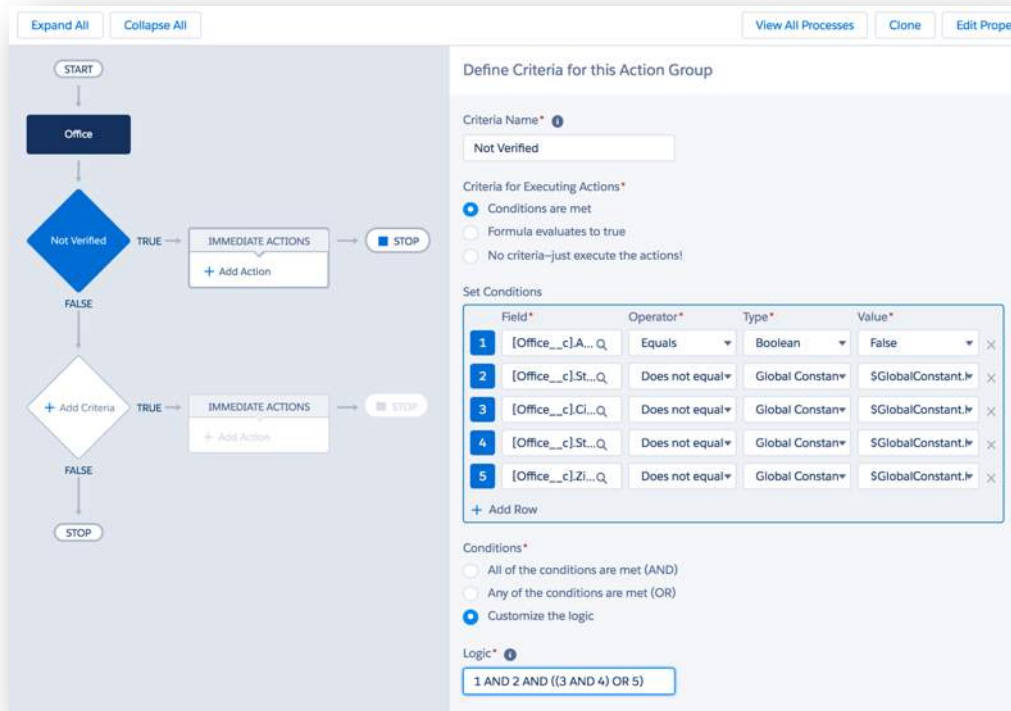 Expand All Collapse All View All Processes Clone Edit Prope
START
Office
Not Verified TRUE IMMEDIATE ACTIONS STOP
+ Add Action
FALSE
+ Add Criteria TRUE IMMEDIATE ACTIONS STOP
+ Add Action
FALSE
STOP
Define Criteria for this Action Group
Criteria Name*
Not Verified
Criteria for Executing Actions*
Conditions are met
Formula evaluates to true
No criteria—just execute the actions!
Set Conditions
Field* Operator* Type* Value*
1 [Office__c].A... Equals Boolean False
2 [Office__c].St... Does not equal Global Constan $GlobalConstant.
3 [Office__c].Ci... Does not equal Global Constan $GlobalConstant.
4 [Office__c].St... Does not equal Global Constan $GlobalConstant.
5 [Office__c].Zi... Does not equal Global Constan $GlobalConstant.
+ Add Row
Conditions*
All of the conditions are met (AND)
Any of the conditions are met (OR)
Customize the logic
Logic*
1 AND 2 AND ((3 AND 4) OR 5)